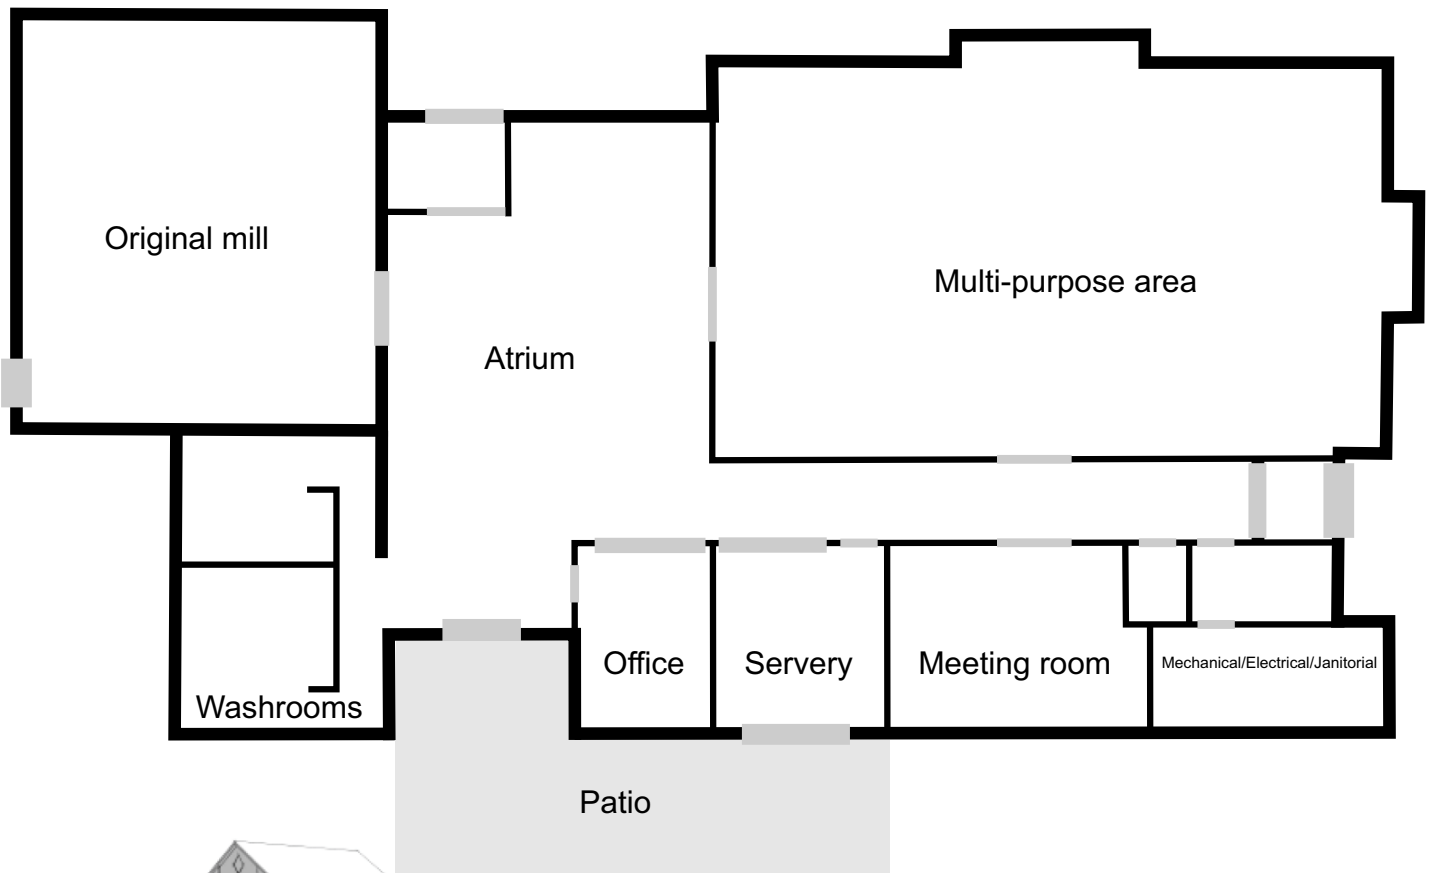 Original mill
Multi-purpose area
Atrium
Office
Servery
Meeting room
Mechanical/Electrical/Janitorial
Washrooms
Patio